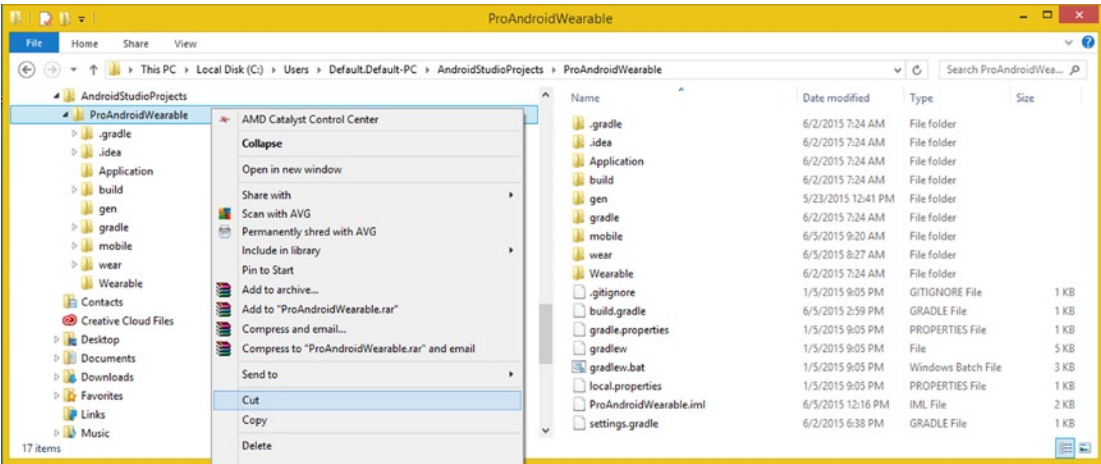 ProAndroidWearable
File Home Share View
This PC Local Disk (C:) Users Default.Default-PC AndroidStudioProjects ProAndroidWearable Search ProAndroidWea...
AndroidStudioProjects
ProAndroidWearable
.gradle
.idea
Application
build
gen
gradle
mobile
wear
Wearable
Contacts
Creative Cloud Files
Desktop
Documents
Downloads
Favorites
Links
Music
17 items
AMD Catalyst Control Center
Collapse
Open in new window
Share with
Scan with AVG
Permanently shred with AVG
Include in library
Pin to Start
Add to archive...
Add to "ProAndroidWearable.rar"
Compress and email...
Compress to "ProAndroidWearable.rar" and email
Send to
Cut
Copy
Delete
Name Date modified Type Size
.gradle 6/2/2015 7:24 AM File folder
.idea 6/2/2015 7:24 AM File folder
Application 6/2/2015 7:24 AM File folder
build 6/2/2015 7:24 AM File folder
gen 5/23/2015 12:41 PM File folder
gradle 6/2/2015 7:24 AM File folder
mobile 6/5/2015 9:20 AM File folder
wear 6/5/2015 8:27 AM File folder
Wearable 6/2/2015 7:24 AM File folder
.gitignore 1/5/2015 9:05 PM GITIGNORE File 1 KB
build.gradle 6/5/2015 2:59 PM GRADLE File 1 KB
gradle.properties 1/5/2015 9:05 PM PROPERTIES File 1 KB
gradlew 1/5/2015 9:05 PM File 5 KB
gradlew.bat 1/5/2015 9:05 PM Windows Batch File 3 KB
local.properties 1/5/2015 9:05 PM PROPERTIES File 1 KB
ProAndroidWearable.iml 6/5/2015 12:16 PM IML File 2 KB
settings.gradle 6/2/2015 6:38 PM GRADLE File 1 KB